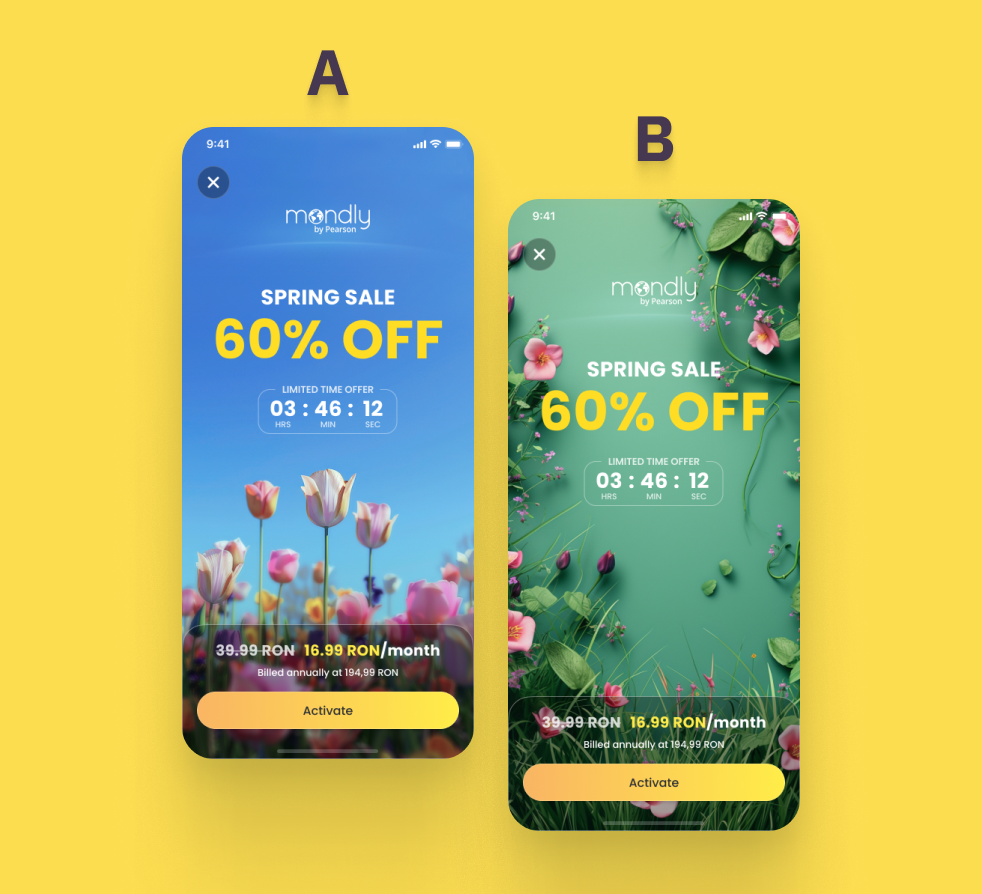 A
9:41
mondly
by Pearson
SPRING SALE
60% OFF
LIMITED TIME OFFER
03 : 46 : 12
HRS MIN SEC
39.99 RON 16.99 RON/month
Billed annually at 194,99 RON
Activate
B
9:41
mondly
by Pearson
SPRING SALE
60% OFF
LIMITED TIME OFFER
03 : 46 : 12
HRS MIN SEC
39.99 RON 16.99 RON/month
Billed annually at 194,99 RON
Activate